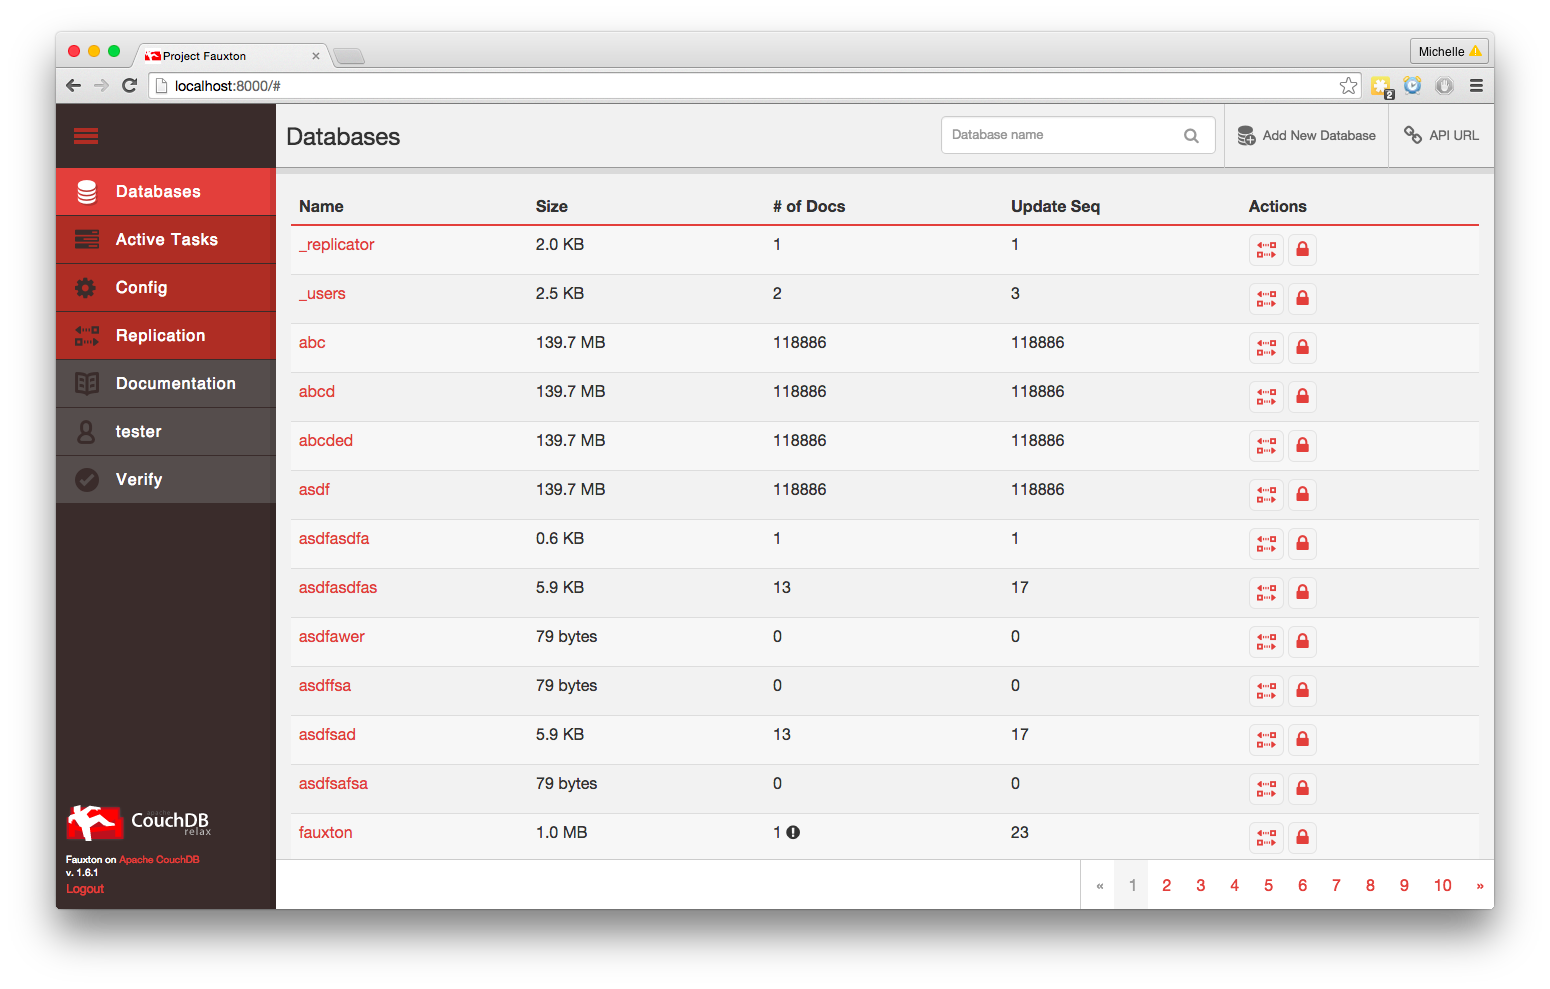 Project Fauxton
Michelle
localhost:8000/#
2
Databases
Database name
Add New Database
API URL
Databases
Active Tasks
Config
Replication
Documentation
tester
Verify
Name Size # of Docs Update Seq Actions
_replicator 2.0 KB 1 1
_users 2.5 KB 2 3
abc 139.7 MB 118886 118886
abcd 139.7 MB 118886 118886
abcded 139.7 MB 118886 118886
asdf 139.7 MB 118886 118886
asdfasdfa 0.6 KB 1 1
asdfasdfas 5.9 KB 13 17
asdfawer 79 bytes 0 0
asdffsa 79 bytes 0 0
asdfsad 5.9 KB 13 17
asdfsafsa 79 bytes 0 0
fauxton 1.0 MB 1 23
apache
CouchDB
relax
Fauxton on Apache CouchDB
v. 1.6.1
Logout
« 1 2 3 4 5 6 7 8 9 10 »